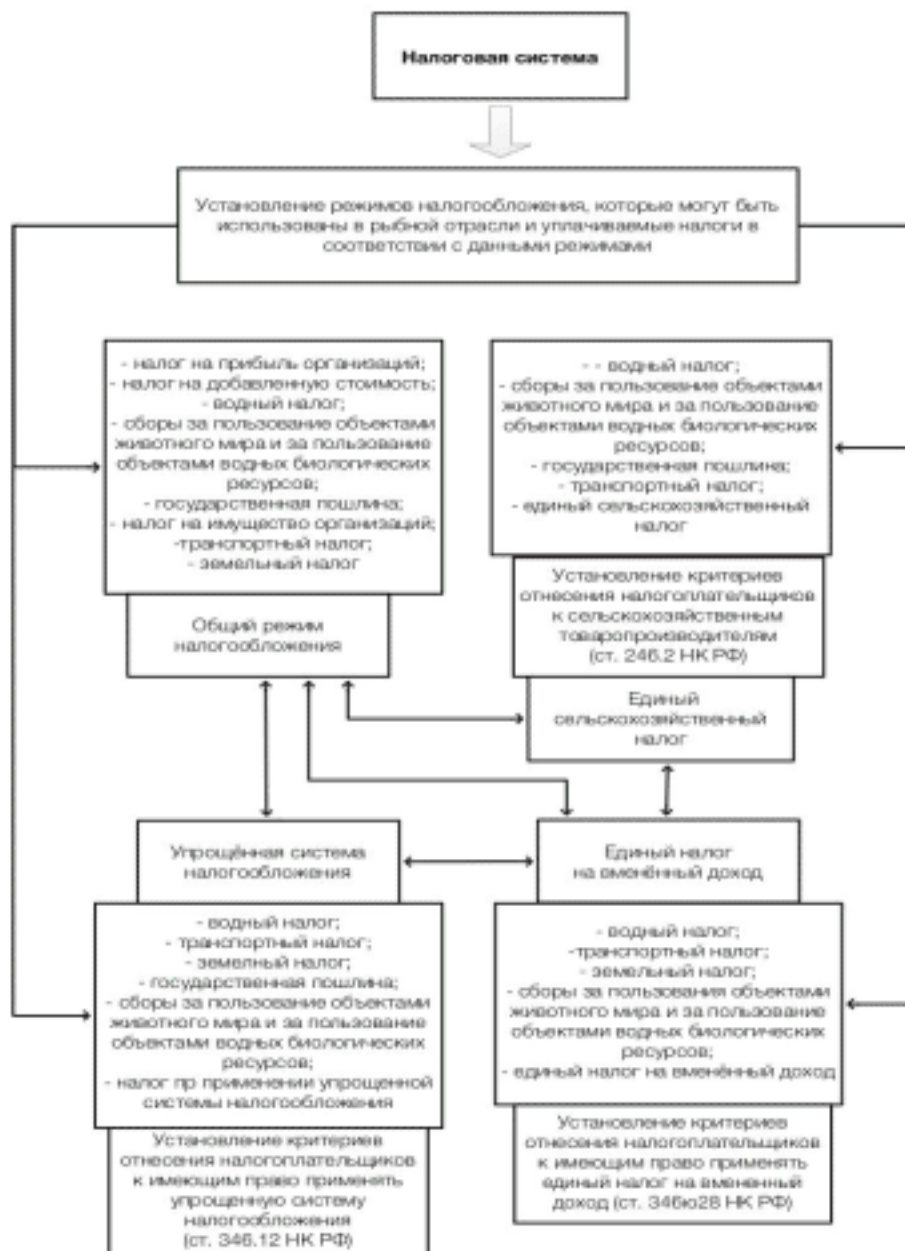 Налоговая система
Установление режимов налогообложения, которые могут быть
использованы в рыбной отрасли и уплачиваемые налоги в
соответствии с данными режимами
- налог на прибыль организаций;
- налог на добавленную стоимость;
- водный налог;
- сборы за пользование объектами
животного мира и за пользование
объектами водных биологических
ресурсов;
- государственная пошлина;
- налог на имущество организаций;
-транспортный налог;
- земельный налог
Общий режим
налогообложения
- - водный налог;
- сборы за пользование объектами
животного мира и за пользование
объектами водных биологических
ресурсов;
- государственная пошлина;
- транспортный налог;
- единый сельскохозяйственный
налог
Установление критериев
отнесения налогоплательщиков
к сельскохозяйственным
товаропроизводителям
(ст. 246.2 НК РФ)
Единый
сельскохозяйственный
налог
Упрощённая система
налогообложения
- водный налог;
- транспортный налог;
- земелный налог;
- государственная пошлина;
- сборы за пользование объектами
животного мира и за пользование
объектами водных биологических
ресурсов;
- налог пр применении упрощенной
системы налогообложения
Установление критериев
отнесения налогоплательщиков
к имеющим право применять
упрощенную систему
налогообложения
(ст. 346.12 НК РФ)
Единый налог
на вменённый доход
- водный налог;
-транспортный налог;
- земельный налог;
- сборы за пользования объектами
животного мира и за пользование
объектами водных биологических
ресурсов;
- единый налог на вменённый доход
Установление критериев
отнесения налогоплательщиков
к имеющим право применять
единый налог на вмененный
доход (ст. 346ю28 НК РФ)